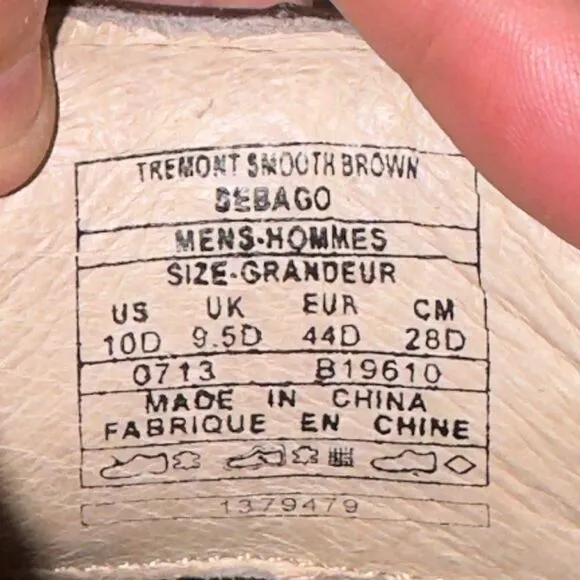 TREMONT SMOOTH BROWN
SEBAGO
MENS-HOMMES
SIZE-GRANDEUR
US UK EUR CM
10D 9.5D 44D 28D
0713 B19610
MADE IN CHINA
FABRIQUE EN CHINE
1379479